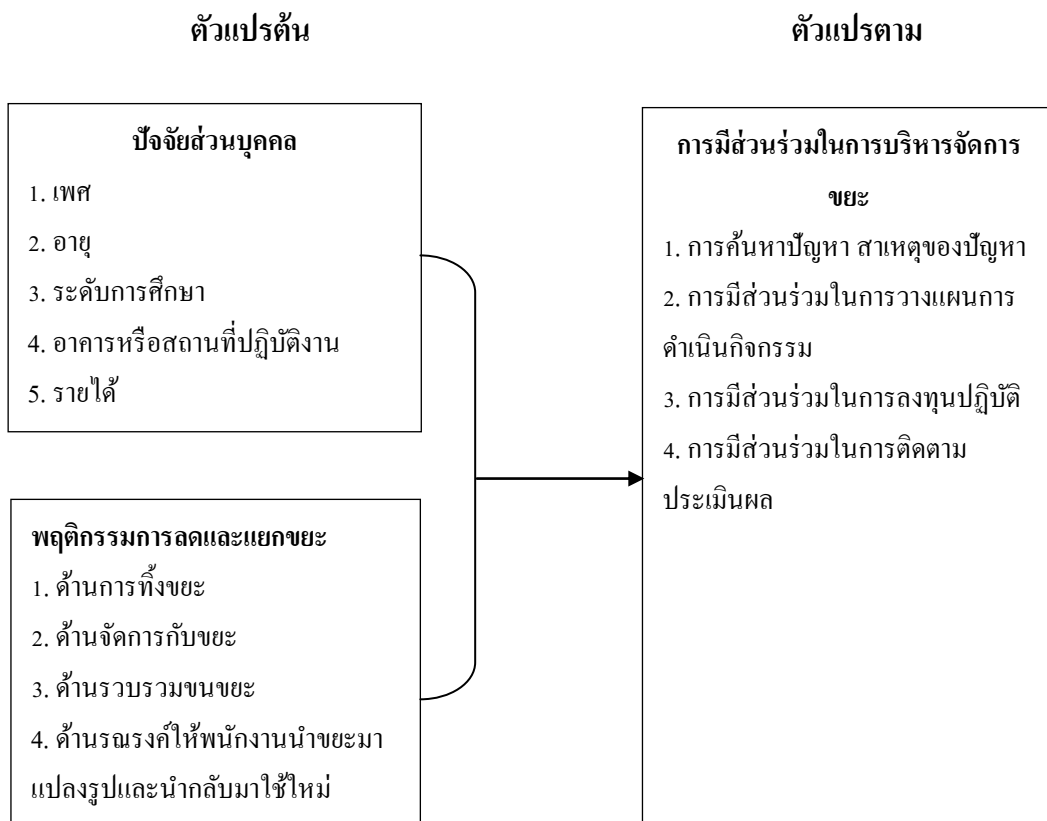 ตัวแปรต้น
ตัวแปรตาม
ปัจจัยส่วนบุคคล
1. เพศ
2. อายุ
3. ระดับการศึกษา
4. อาคารหรือสถานที่ปฏิบัติงาน
5. รายได้
พฤติกรรมการลดและแยกขยะ
1. ด้านการทิ้งขยะ
2. ด้านจัดการกับขยะ
3. ด้านรวบรวมขนขยะ
4. ด้านรณรงค์ให้พนักงานนำขยะมา
แปลงรูปและนำกลับมาใช้ใหม่
การมีส่วนร่วมในการบริหารจัดการ
ขยะ
1. การค้นหาปัญหา สาเหตุของปัญหา
2. การมีส่วนร่วมในการวางแผนการ
ดำเนินกิจกรรม
3. การมีส่วนร่วมในการลงทุนปฏิบัติ
4. การมีส่วนร่วมในการติดตาม
ประเมินผล